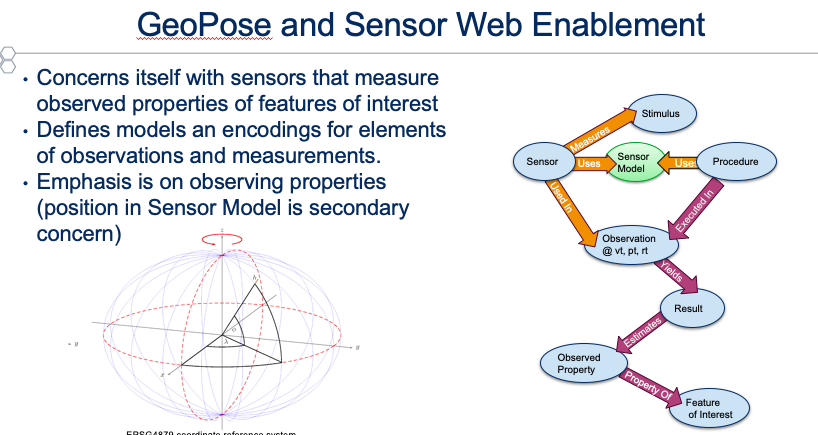 GeoPose and Sensor Web Enablement
• Concerns itself with sensors that measure
observed properties of features of interest
• Defines models an encodings for elements
of observations and measurements.
• Emphasis is on observing properties
(position in Sensor Model is secondary
concern)
Stimulus
Measures
Sensor
Uses
Sensor
Model
Uses
Procedure
Used In
Executed In
Observation
@ vt, pt, rt
Yields
Result
Estimates
Observed
Property
Property Of
Feature
of Interest
z
h
λ
x
EPSG4879 coordinate reference system